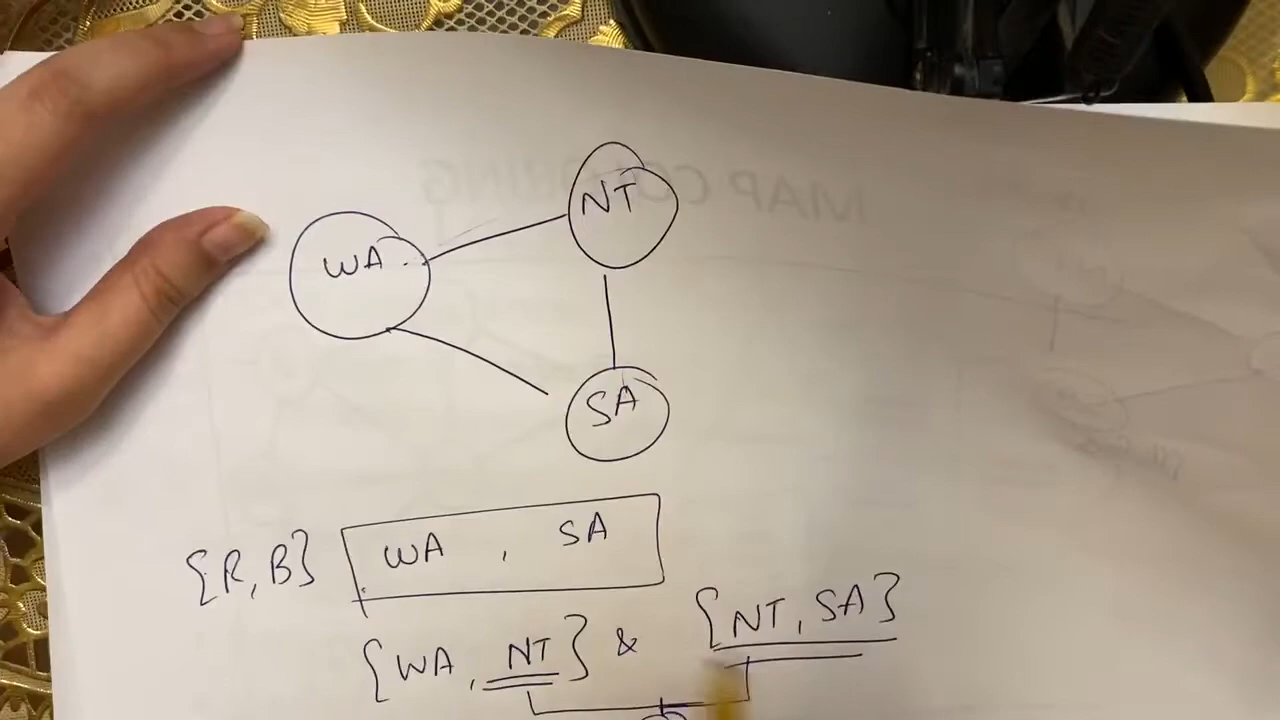 NT
WA
SA
{R, B} WA , SA
{WA, NT} & {NT, SA}